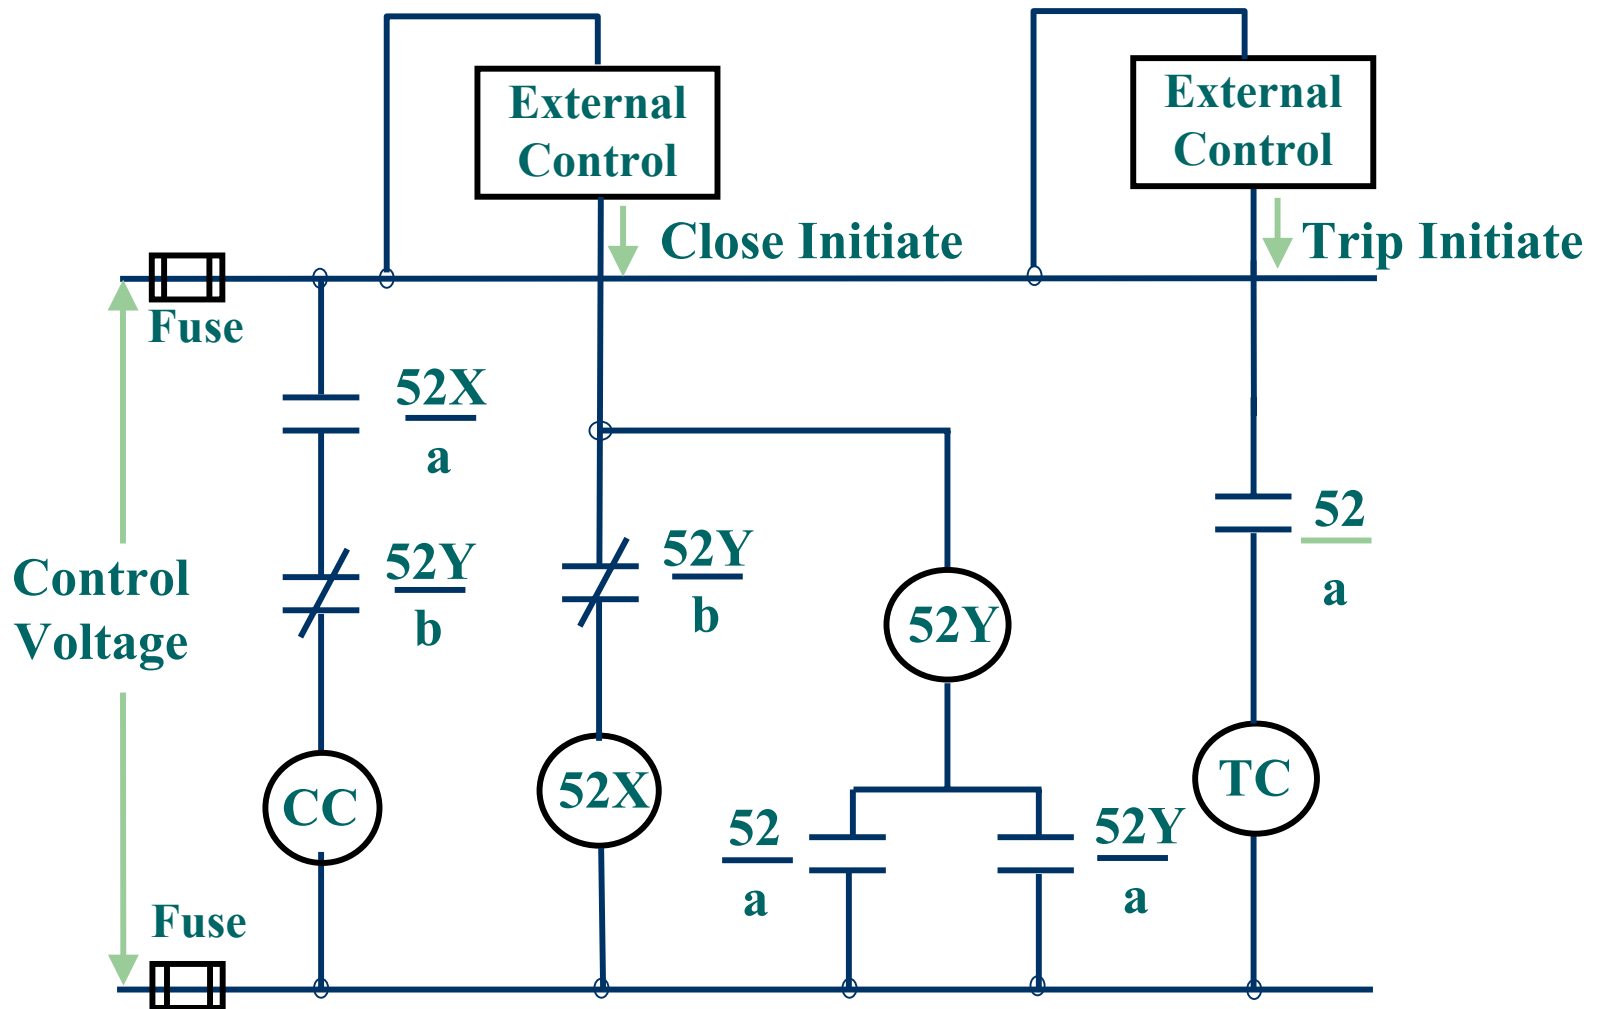 External
Control
External
Control
Close Initiate
Trip Initiate
Fuse
52X
a
52Y
b
52Y
b
52
a
Control
Voltage
52Y
CC
52X
TC
52
a
52Y
a
Fuse